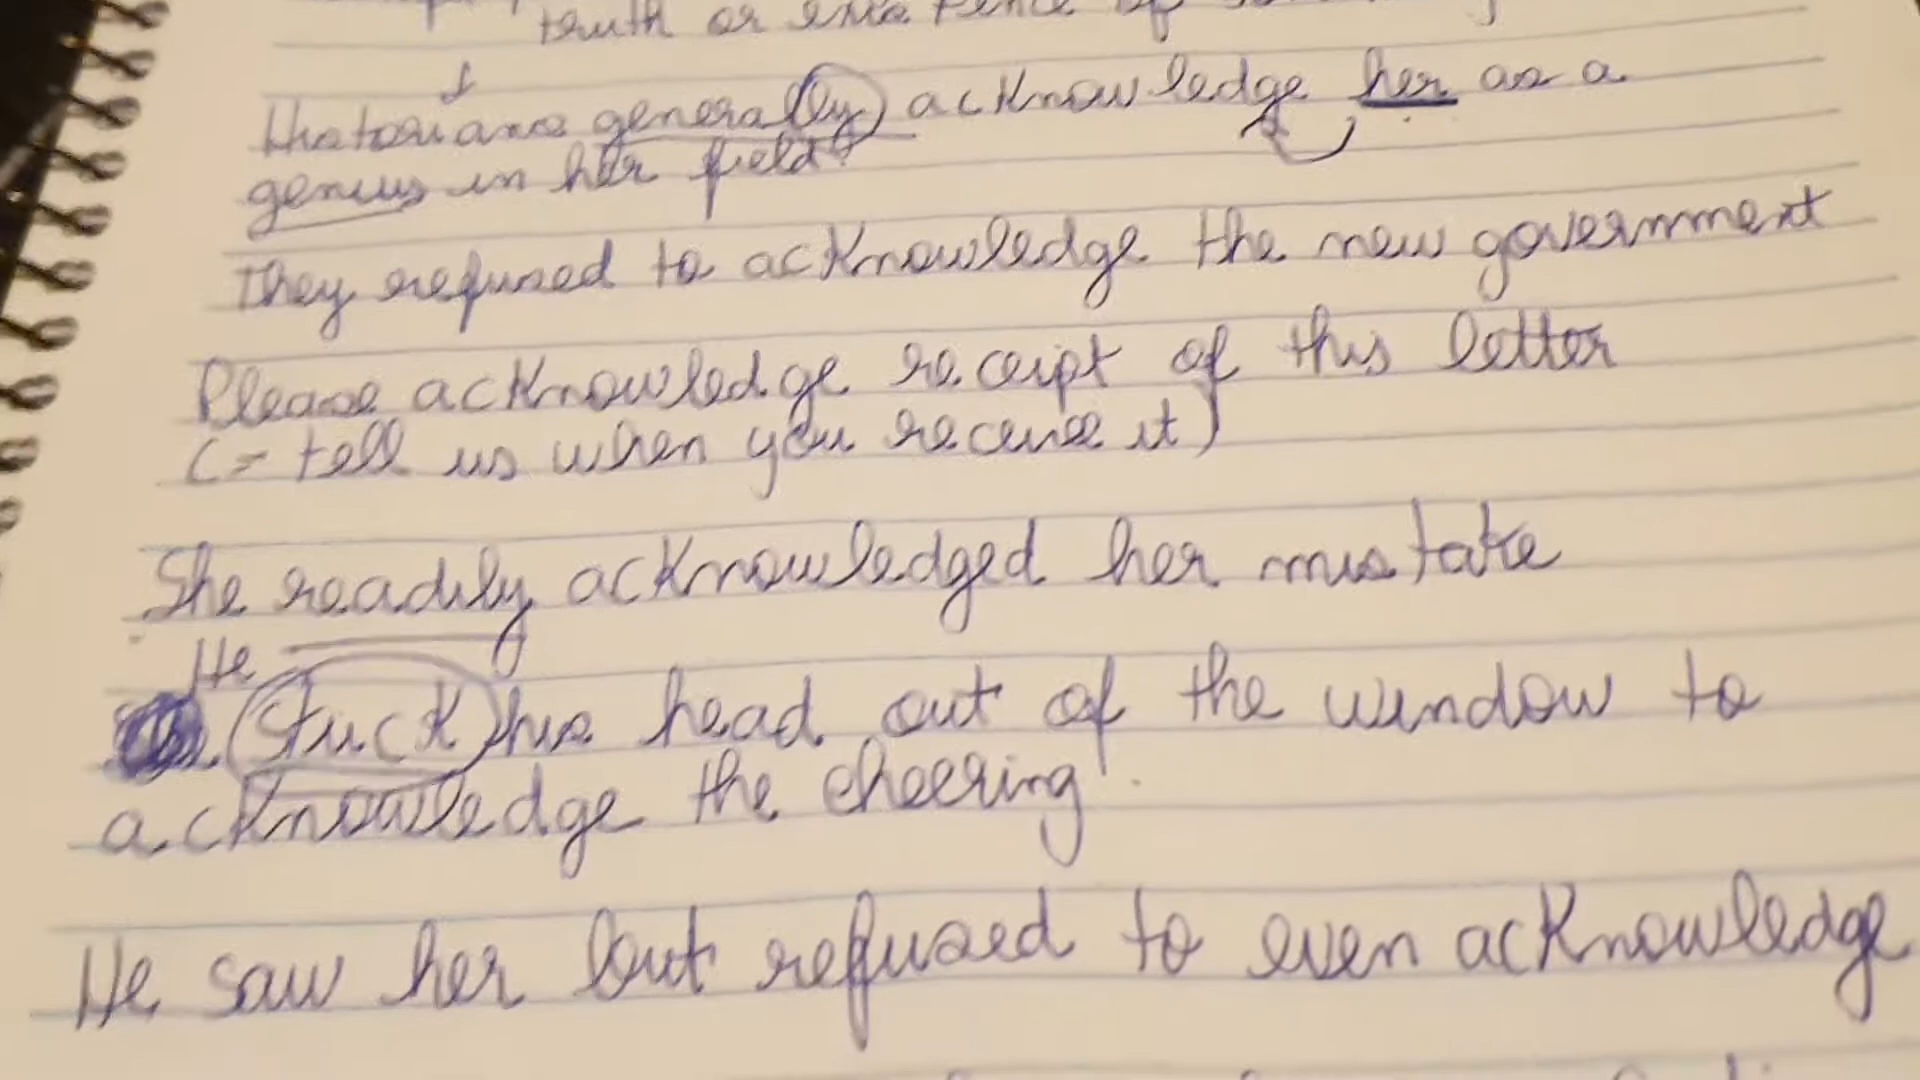 truth or existence of
Historians generally acknowledge her as a
genius in her field
They refused to acknowledge the new government
Please acknowledge receipt of this letter
(= tell us when you receive it)
She readily acknowledged her mistake
He
stuck his head out of the window to
acknowledge the cheering.
He saw her but refused to even acknowledge